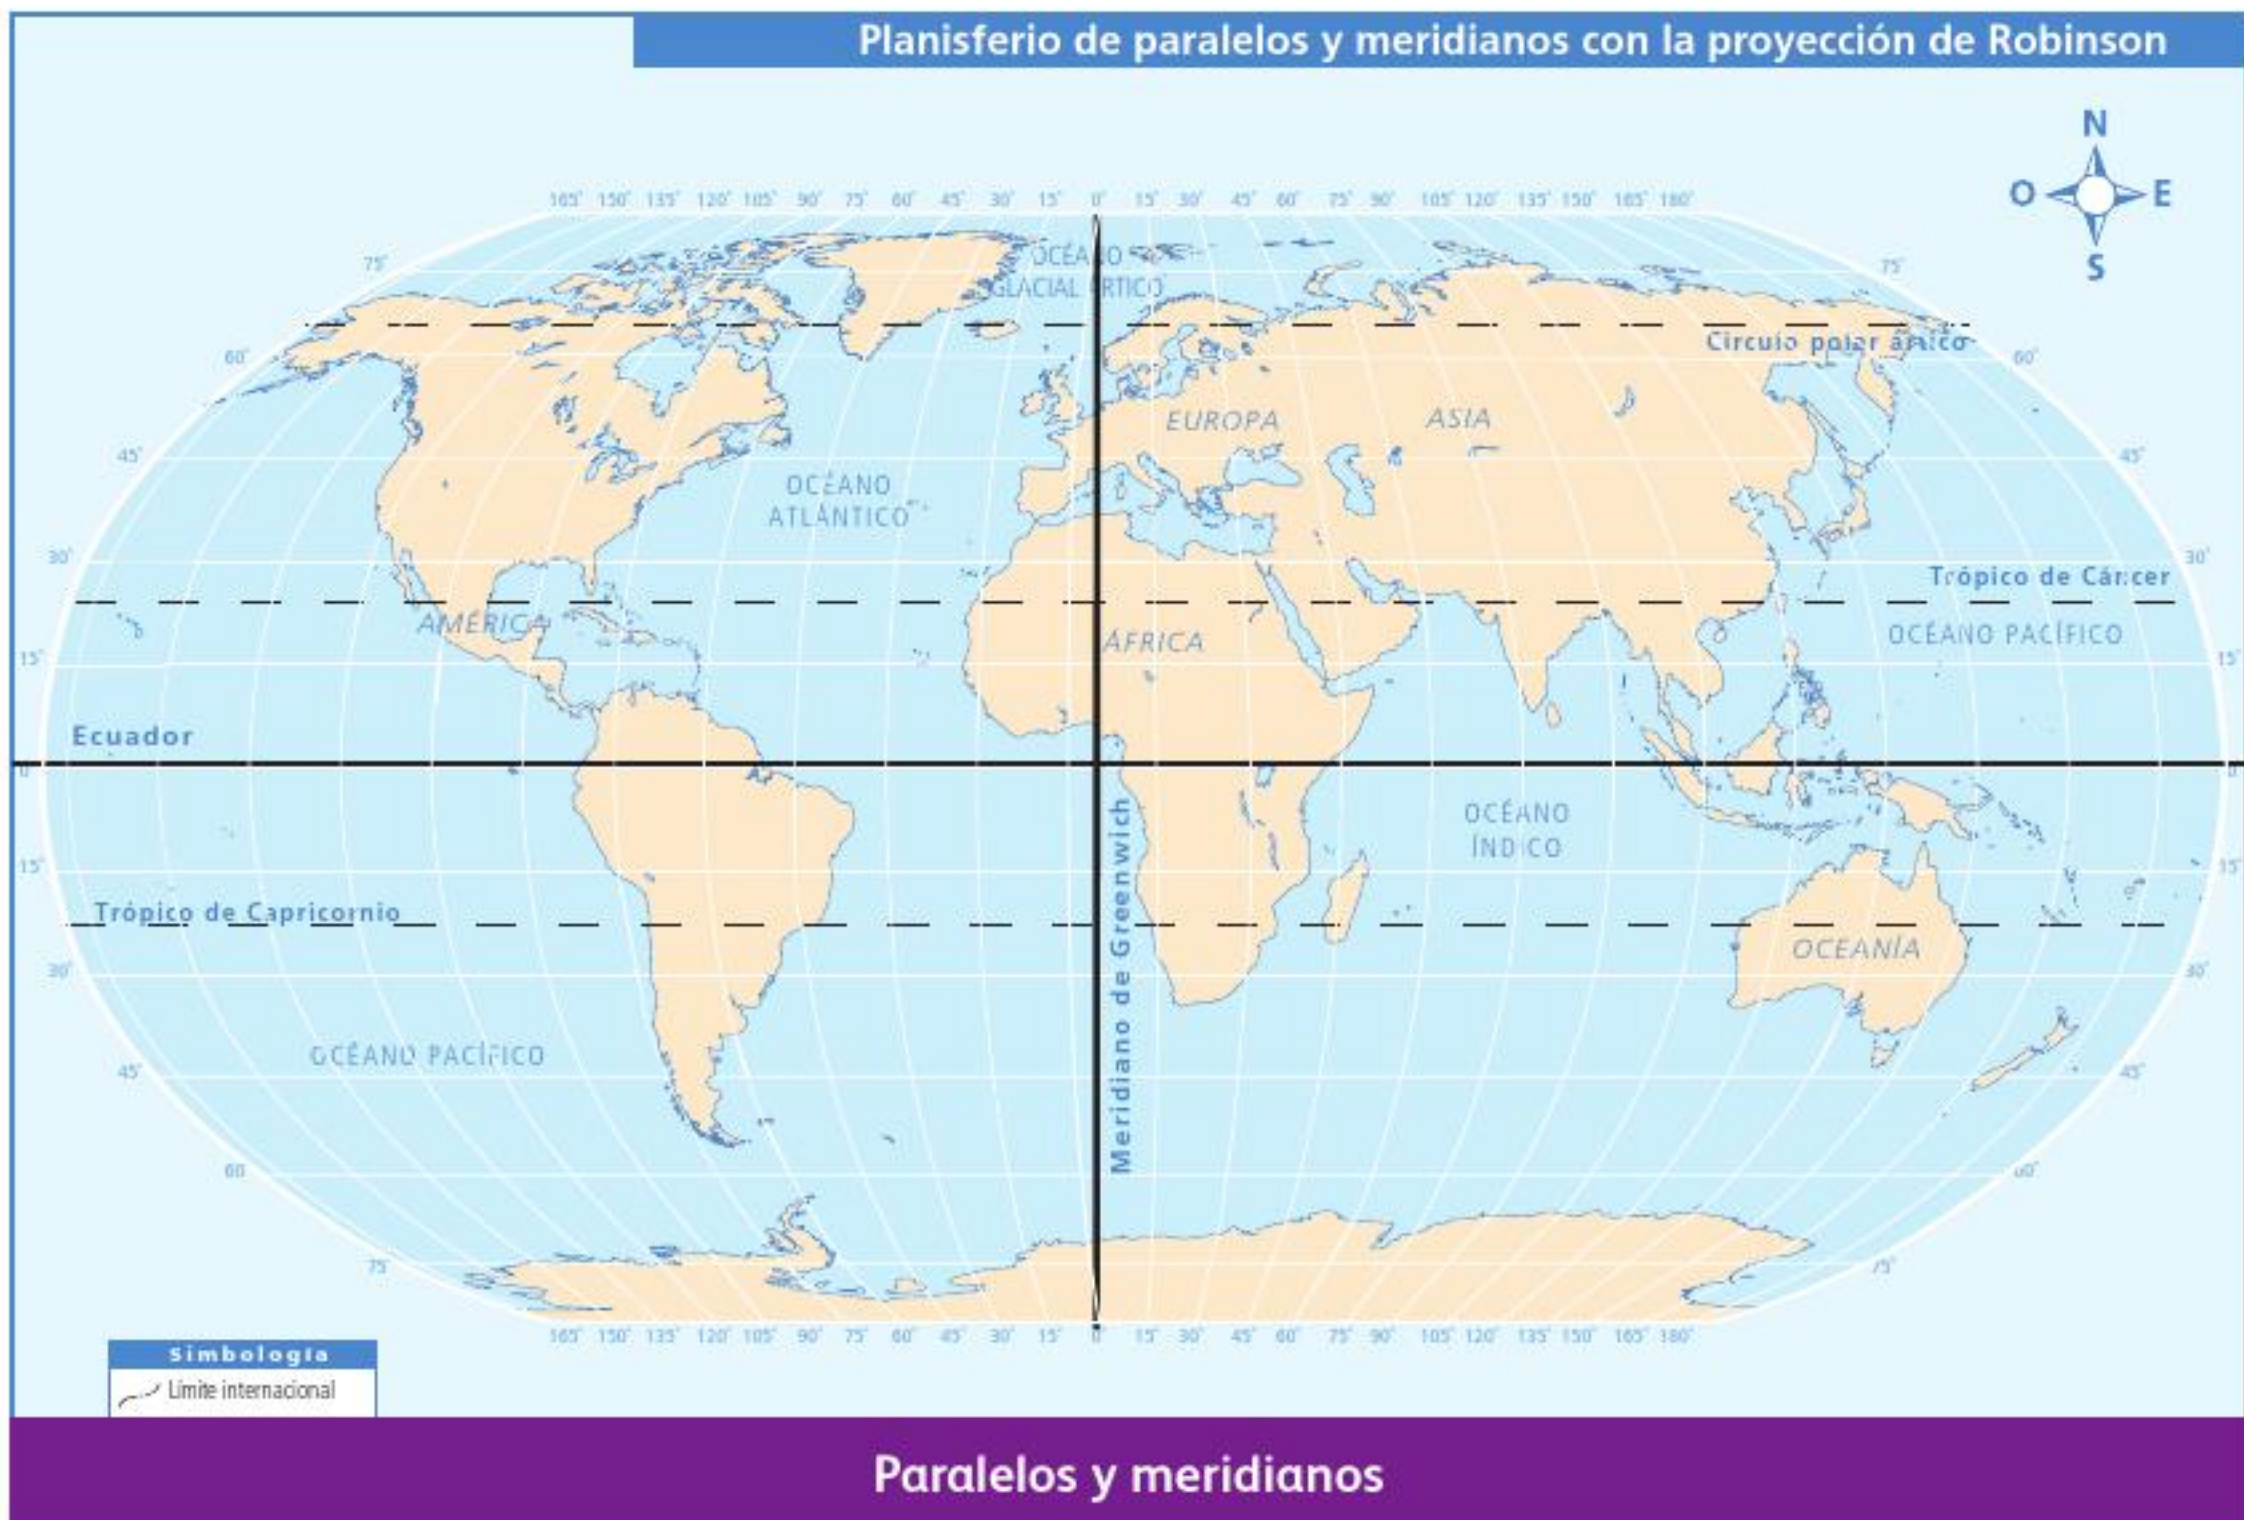 Planisferio de paralelos y meridianos con la proyección de Robinson
N
O E
S
165° 150° 135° 120° 105° 90° 75° 60° 45° 30° 15° 0° 15° 30° 45° 60° 75° 90° 105° 120° 135° 150° 165° 180°
OCÉANO
GLACIAL ÁRTICO
75° 75°
Círculo polar ártico
60° 60°
EUROPA ASIA
45° 45°
OCÉANO
ATLÁNTICO
30° 30°
Trópico de Cáncer
AMÉRICA ÁFRICA OCÉANO PACÍFICO
15° 15°
Ecuador
0° 0°
OCÉANO
ÍNDICO
Meridiano de Greenwich
15° 15°
Trópico de Capricornio
OCEANÍA
30° 30°
OCÉANO PACÍFICO
45° 45°
60 60°
75 75°
165° 150° 135° 120° 105° 90° 75° 60° 45° 30° 15° 0° 15° 30° 45° 60° 75° 90° 105° 120° 135° 150° 165° 180°
Simbología
Límite internacional
Paralelos y meridianos